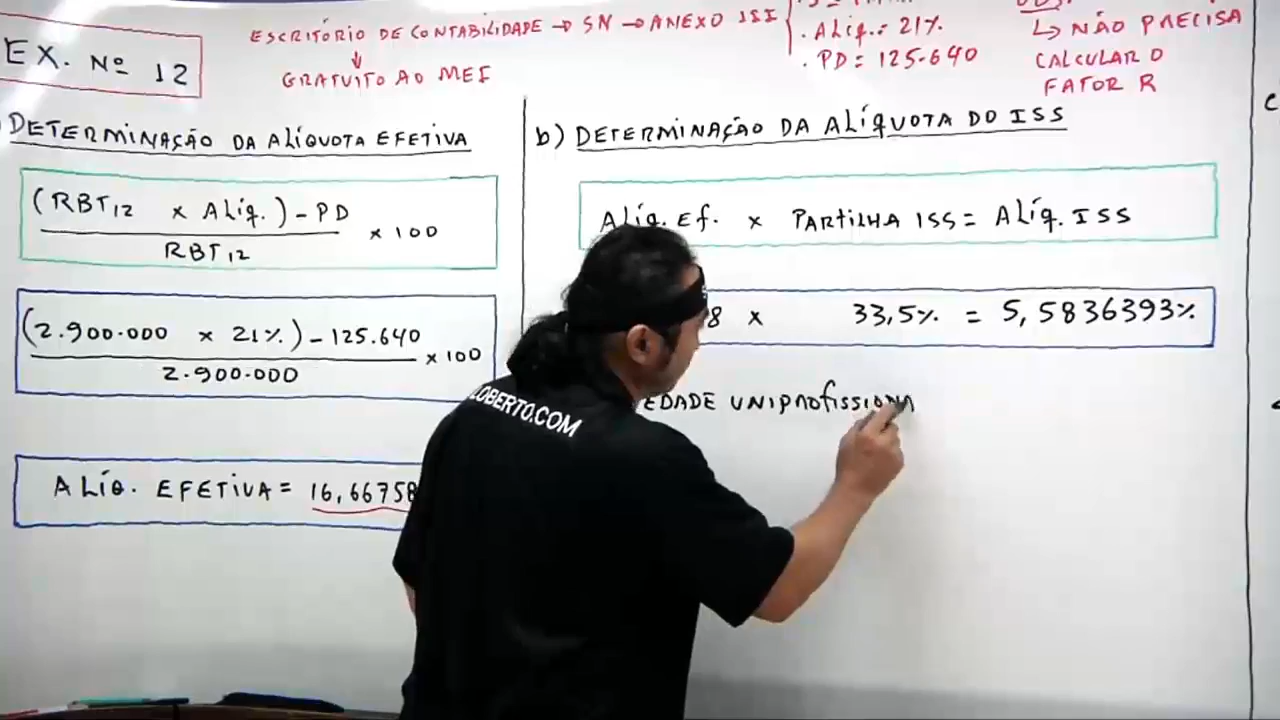 EX. Nº 12
ESCRITÓRIO DE CONTABILIDADE → SN → ANEXO III
↓
GRATUITO AO MEI
. ALíq.: 21%
. PD = 125.640
↳ NÃO PRECISA
CALCULAR O
FATOR R
DETERMINAÇÃO DA ALÍQUOTA EFETIVA
(RBT12 x ALíq.) - PD
RBT12
x 100
(2.900.000 x 21%) - 125.640
2.900.000
x 100
ALíQ. EFETIVA = 16,66758
b) DETERMINAÇÃO DA ALÍQUOTA DO ISS
ALíq. Ef. x PARTILHA ISS = ALíq. ISS
8 x 33,5% = 5,5836393%
EDADE UNIPROFISSIONA
LOBERTO.COM